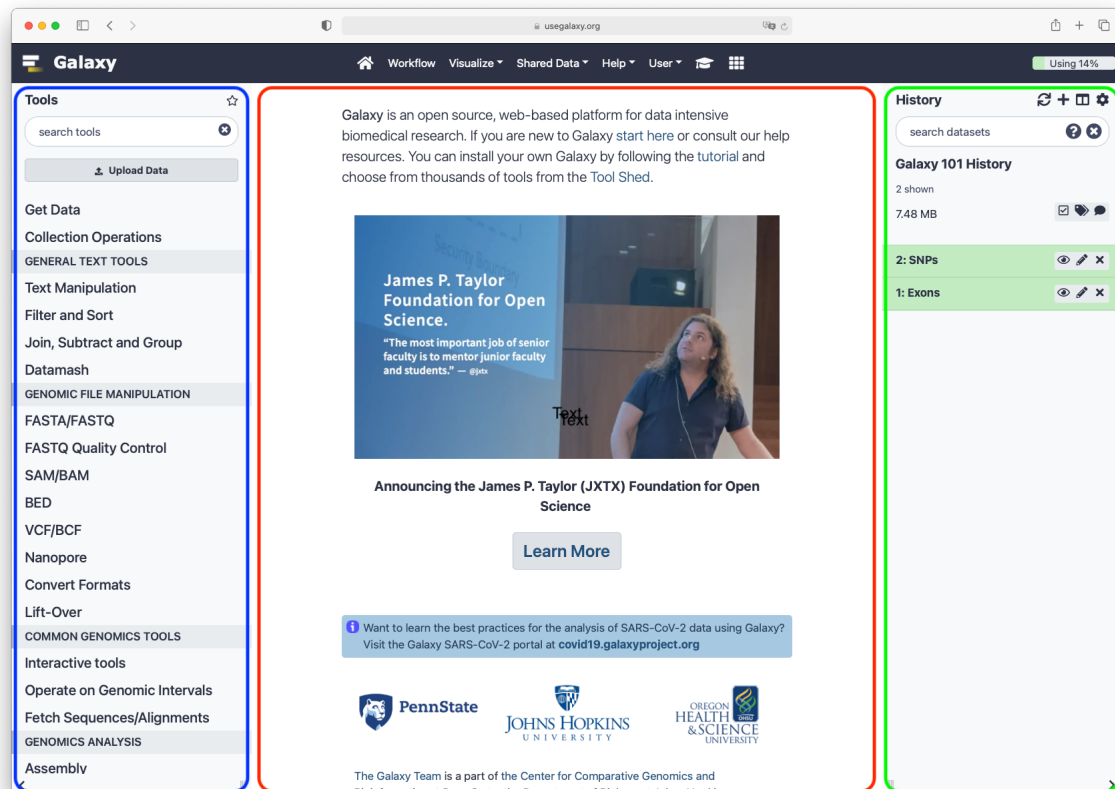 usegalaxy.org
Galaxy
Workflow Visualize Shared Data Help User
Using 14%
Tools
search tools
Upload Data
Get Data
Collection Operations
GENERAL TEXT TOOLS
Text Manipulation
Filter and Sort
Join, Subtract and Group
Datamash
GENOMIC FILE MANIPULATION
FASTA/FASTQ
FASTQ Quality Control
SAM/BAM
BED
VCF/BCF
Nanopore
Convert Formats
Lift-Over
COMMON GENOMICS TOOLS
Interactive tools
Operate on Genomic Intervals
Fetch Sequences/Alignments
GENOMICS ANALYSIS
Assembly
Galaxy is an open source, web-based platform for data intensive
biomedical research. If you are new to Galaxy start here or consult our help
resources. You can install your own Galaxy by following the tutorial and
choose from thousands of tools from the Tool Shed.
Security Boundary
James P. Taylor
Foundation for Open
Science.
“The most important job of senior
faculty is to mentor junior faculty
and students.” — @jxtx
Text
Text
Announcing the James P. Taylor (JXTX) Foundation for Open
Science
Learn More
Want to learn the best practices for the analysis of SARS-CoV-2 data using Galaxy?
Visit the Galaxy SARS-CoV-2 portal at covid19.galaxyproject.org
PennState
JOHNS HOPKINS
UNIVERSITY
OREGON
HEALTH
&SCIENCE
UNIVERSITY
OHSU
The Galaxy Team is a part of the Center for Comparative Genomics and
History
search datasets
Galaxy 101 History
2 shown
7.48 MB
2: SNPs
1: Exons